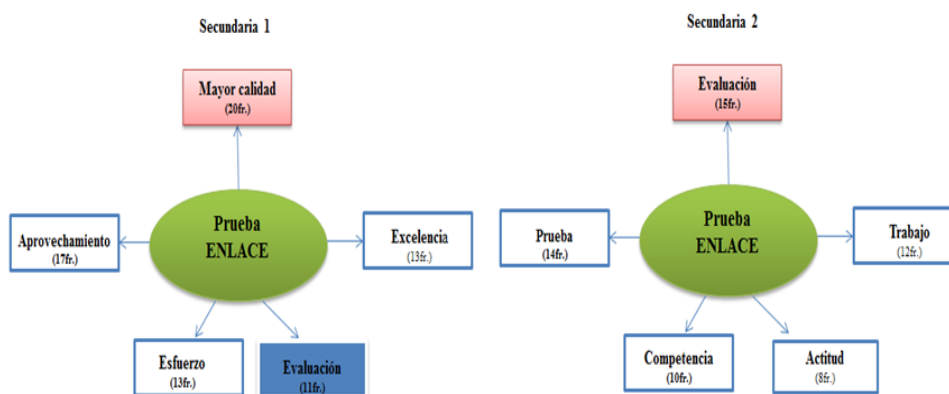 Secundaria 1
Mayor calidad
(20fr.)
Prueba
ENLACE
Aprovechamiento
(17fr.)
Excelencia
(13fr.)
Esfuerzo
(13fr.)
Evaluación
(11fr.)
Secundaria 2
Evaluación
(15fr.)
Prueba
ENLACE
Prueba
(14fr.)
Trabajo
(12fr.)
Competencia
(10fr.)
Actitud
(8fr.)